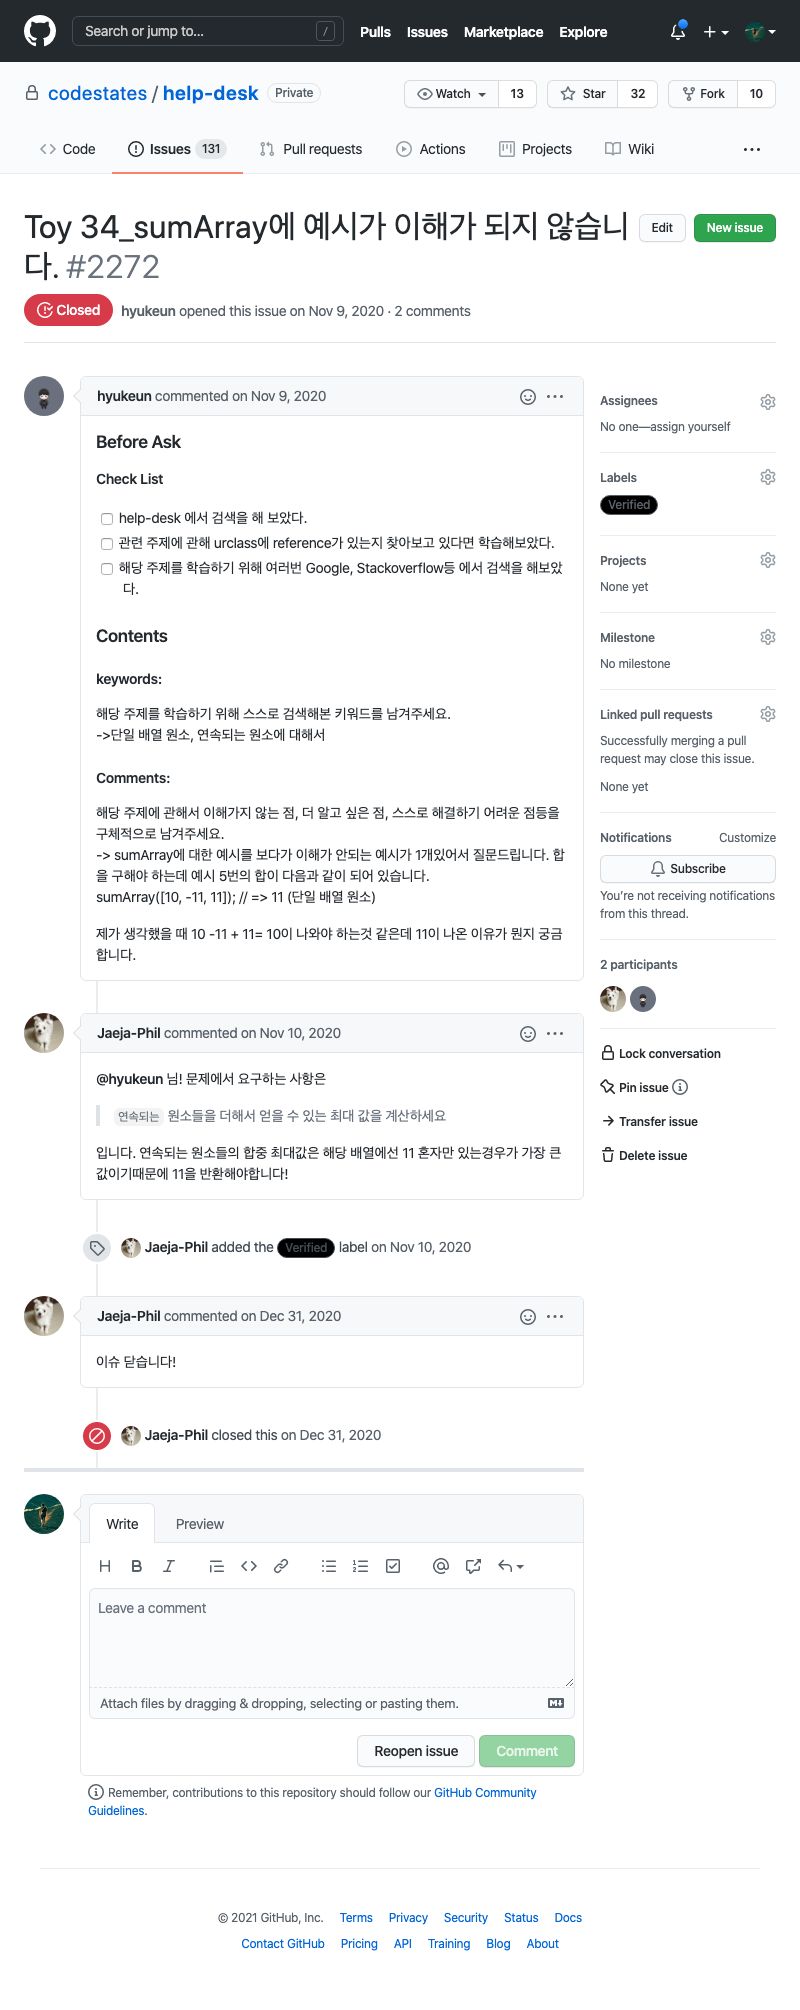 Search or jump to...
/
Pulls Issues Marketplace Explore
codestates / help-desk Private
Watch 13 Star 32 Fork 10
Code Issues 131 Pull requests Actions Projects Wiki ...
Toy 34_sumArray에 예시가 이해가 되지 않습니
다. #2272
Edit New issue
Closed hyukeun opened this issue on Nov 9, 2020 · 2 comments
hyukeun commented on Nov 9, 2020
Before Ask
Check List
help-desk 에서 검색을 해 보았다.
관련 주제에 관해 urclass에 reference가 있는지 찾아보고 있다면 학습해보았다.
해당 주제를 학습하기 위해 여러번 Google, Stackoverflow등 에서 검색을 해보았
다.
Contents
keywords:
해당 주제를 학습하기 위해 스스로 검색해본 키워드를 남겨주세요.
->단일 배열 원소, 연속되는 원소에 대해서
Comments:
해당 주제에 관해서 이해가지 않는 점, 더 알고 싶은 점, 스스로 해결하기 어려운 점등을
구체적으로 남겨주세요.
-> sumArray에 대한 예시를 보다가 이해가 안되는 예시가 1개있어서 질문드립니다. 합
을 구해야 하는데 예시 5번의 합이 다음과 같이 되어 있습니다.
sumArray([10, -11, 11]); // => 11 (단일 배열 원소)
제가 생각했을 때 10 -11 + 11= 10이 나와야 하는것 같은데 11이 나온 이유가 뭔지 궁금
합니다.
Jaeja-Phil commented on Nov 10, 2020
@hyukeun 님! 문제에서 요구하는 사항은
연속되는 원소들을 더해서 얻을 수 있는 최대 값을 계산하세요
입니다. 연속되는 원소들의 합중 최대값은 해당 배열에선 11 혼자만 있는경우가 가장 큰
값이기때문에 11을 반환해야합니다!
Jaeja-Phil added the Verified label on Nov 10, 2020
Jaeja-Phil commented on Dec 31, 2020
이슈 닫습니다!
Jaeja-Phil closed this on Dec 31, 2020
Assignees
No one—assign yourself
Labels
Verified
Projects
None yet
Milestone
No milestone
Linked pull requests
Successfully merging a pull
request may close this issue.
None yet
Notifications Customize
Subscribe
You're not receiving notifications
from this thread.
2 participants
Lock conversation
Pin issue
Transfer issue
Delete issue
Write Preview
Leave a comment
Attach files by dragging & dropping, selecting or pasting them.
Reopen issue Comment
Remember, contributions to this repository should follow our GitHub Community
Guidelines.
© 2021 GitHub, Inc. Terms Privacy Security Status Docs
Contact GitHub Pricing API Training Blog About